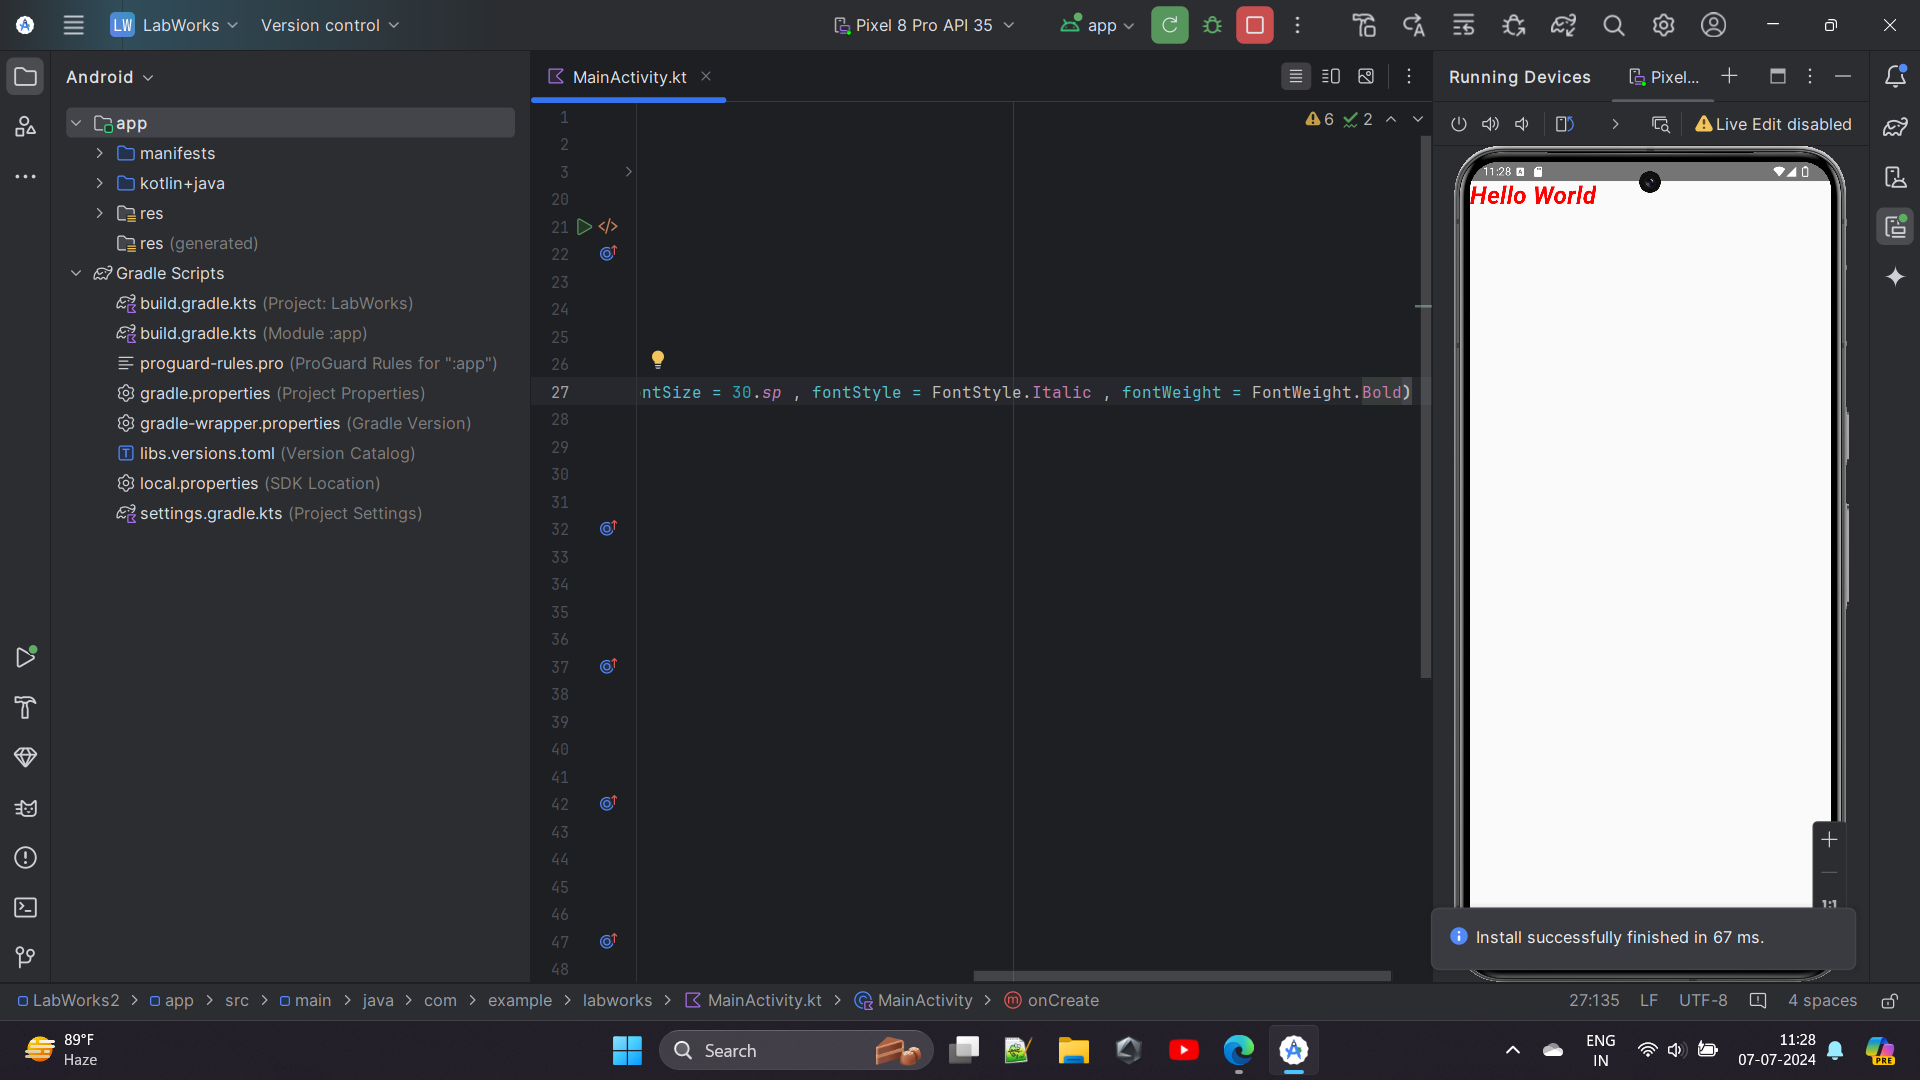 LW LabWorks Version control Pixel 8 Pro API 35 app
Android
MainActivity.kt
Running Devices Pixel...
app
manifests
kotlin+java
res
res (generated)
Gradle Scripts
build.gradle.kts (Project: LabWorks)
build.gradle.kts (Module :app)
proguard-rules.pro (ProGuard Rules for ":app")
gradle.properties (Project Properties)
gradle-wrapper.properties (Gradle Version)
libs.versions.toml (Version Catalog)
local.properties (SDK Location)
settings.gradle.kts (Project Settings)
6 2
1
2
3
20
21
22
23
24
25
26
27 ntSize = 30.sp , fontStyle = FontStyle.Italic , fontWeight = FontWeight.Bold)
28
29
30
31
32
33
34
35
36
37
38
39
40
41
42
43
44
45
46
47
48
Live Edit disabled
11:28
Hello World
1:1
Install successfully finished in 67 ms.
LabWorks2 > app > src > main > java > com > example > labworks > MainActivity.kt > MainActivity > onCreate
27:135 LF UTF-8 4 spaces
89°F
Haze
Search
ENG
IN
11:28
07-07-2024
PRE